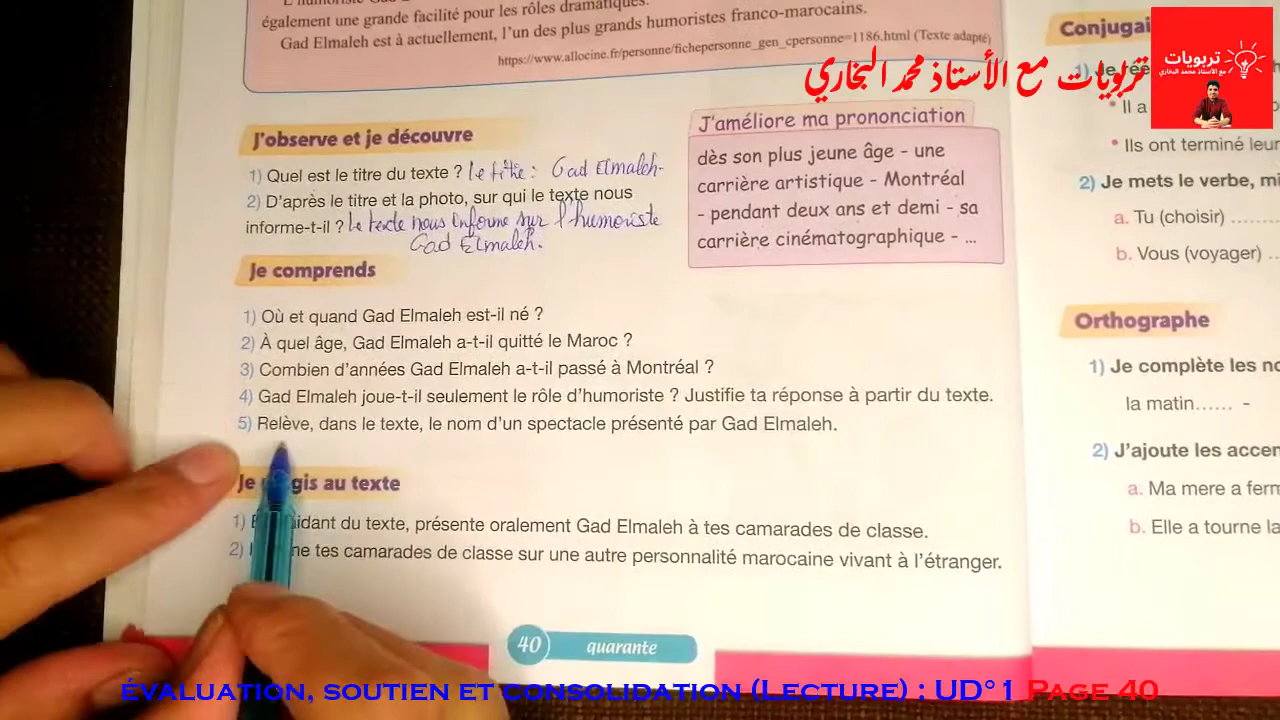 également une grande facilité pour les rôles dramatiques.
Gad Elmaleh est à actuellement, l'un des plus grands humoristes franco-marocains.
https://www.allocine.fr/personne/fichepersonne_gen_cpersonne=1186.html (Texte adapté)
تربويات مع الأستاذ محمد البخاري
تربويات
مع الاستاذ محمد البخاري
J'observe et je découvre
1) Quel est le titre du texte ? Le titre : Gad Elmaleh.
2) D'après le titre et la photo, sur qui le texte nous
informe-t-il ? Le texte nous informe sur l'humoriste
Gad Elmaleh.
J'améliore ma prononciation
dès son plus jeune âge - une
carrière artistique - Montréal
- pendant deux ans et demi - sa
carrière cinématographique - ...
Je comprends
1) Où et quand Gad Elmaleh est-il né ?
2) À quel âge, Gad Elmaleh a-t-il quitté le Maroc ?
3) Combien d'années Gad Elmaleh a-t-il passé à Montréal ?
4) Gad Elmaleh joue-t-il seulement le rôle d'humoriste ? Justifie ta réponse à partir du texte.
5) Relève, dans le texte, le nom d'un spectacle présenté par Gad Elmaleh.
Je gis au texte
1) idant du texte, présente oralement Gad Elmaleh à tes camarades de classe.
2) ne tes camarades de classe sur une autre personnalité marocaine vivant à l'étranger.
40 quarante
Conjugai
1) Je
• Il a
• Ils ont terminé leur
2) Je mets le verbe, mi
a. Tu (choisir) ........
b. Vous (voyager) ...
Orthographe
1) Je complète les no
la matin...... -
2) J'ajoute les accen
a. Ma mere a ferm
b. Elle a tourne la
évaluation, soutien et consolidation (Lecture) : UD°1 Page 40